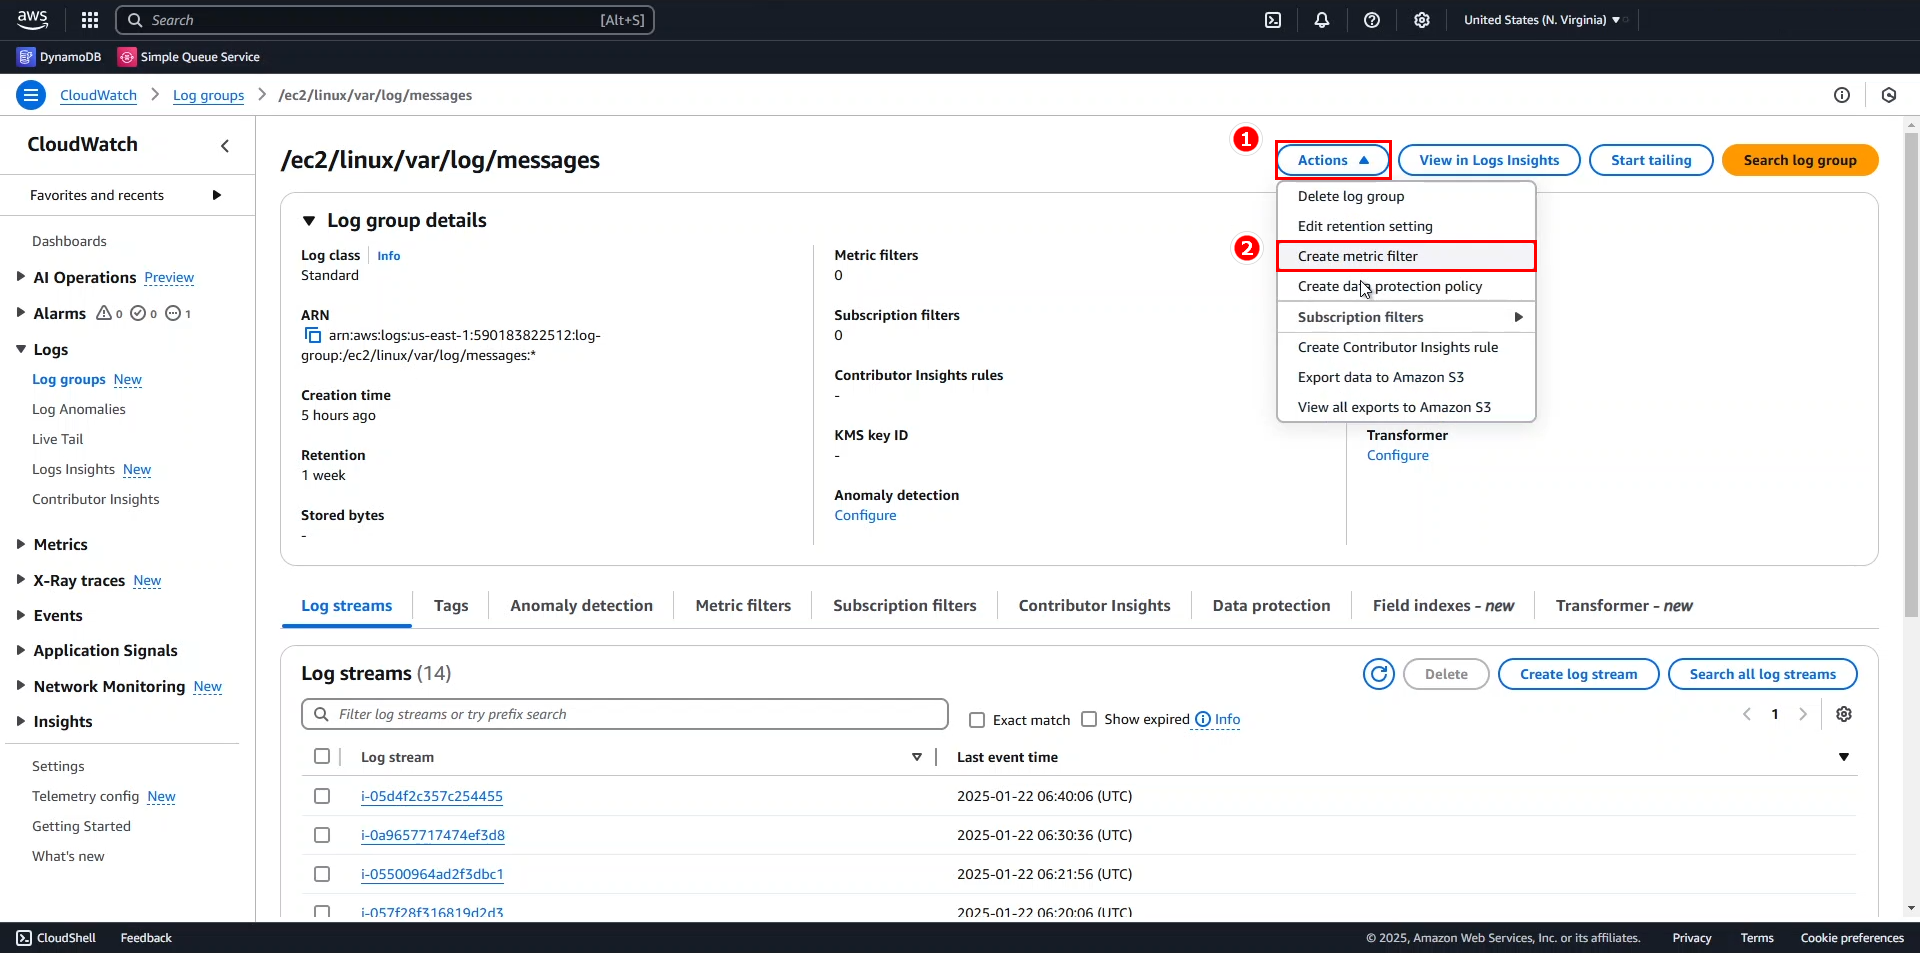 aws
Search [Alt+S]
United States (N. Virginia)
DynamoDB Simple Queue Service
CloudWatch Log groups /ec2/linux/var/log/messages
CloudWatch
Favorites and recents
Dashboards
AI Operations Preview
Alarms 0 0 1
Logs
Log groups New
Log Anomalies
Live Tail
Logs Insights New
Contributor Insights
Metrics
X-Ray traces New
Events
Application Signals
Network Monitoring New
Insights
Settings
Telemetry config New
Getting Started
What's new
/ec2/linux/var/log/messages
1
Actions View in Logs Insights Start tailing Search log group
Delete log group
Edit retention setting
2
Create metric filter
Create data protection policy
Subscription filters
Create Contributor Insights rule
Export data to Amazon S3
View all exports to Amazon S3
Log group details
Log class Info
Standard
ARN
arn:aws:logs:us-east-1:590183822512:log-
group:/ec2/linux/var/log/messages:*
Creation time
5 hours ago
Retention
1 week
Stored bytes
-
Metric filters
0
Subscription filters
0
Contributor Insights rules
-
KMS key ID
-
Anomaly detection
Configure
Transformer
Configure
Log streams Tags Anomaly detection Metric filters Subscription filters Contributor Insights Data protection Field indexes - new Transformer - new
Log streams (14)
Delete Create log stream Search all log streams
Filter log streams or try prefix search Exact match Show expired Info 1
Log stream Last event time
i-05d4f2c357c254455 2025-01-22 06:40:06 (UTC)
i-0a9657717474ef3d8 2025-01-22 06:30:36 (UTC)
i-05500964ad2f3dbc1 2025-01-22 06:21:56 (UTC)
i-057f28f316819d2d3 2025-01-22 06:20:06 (UTC)
CloudShell Feedback © 2025, Amazon Web Services, Inc. or its affiliates. Privacy Terms Cookie preferences